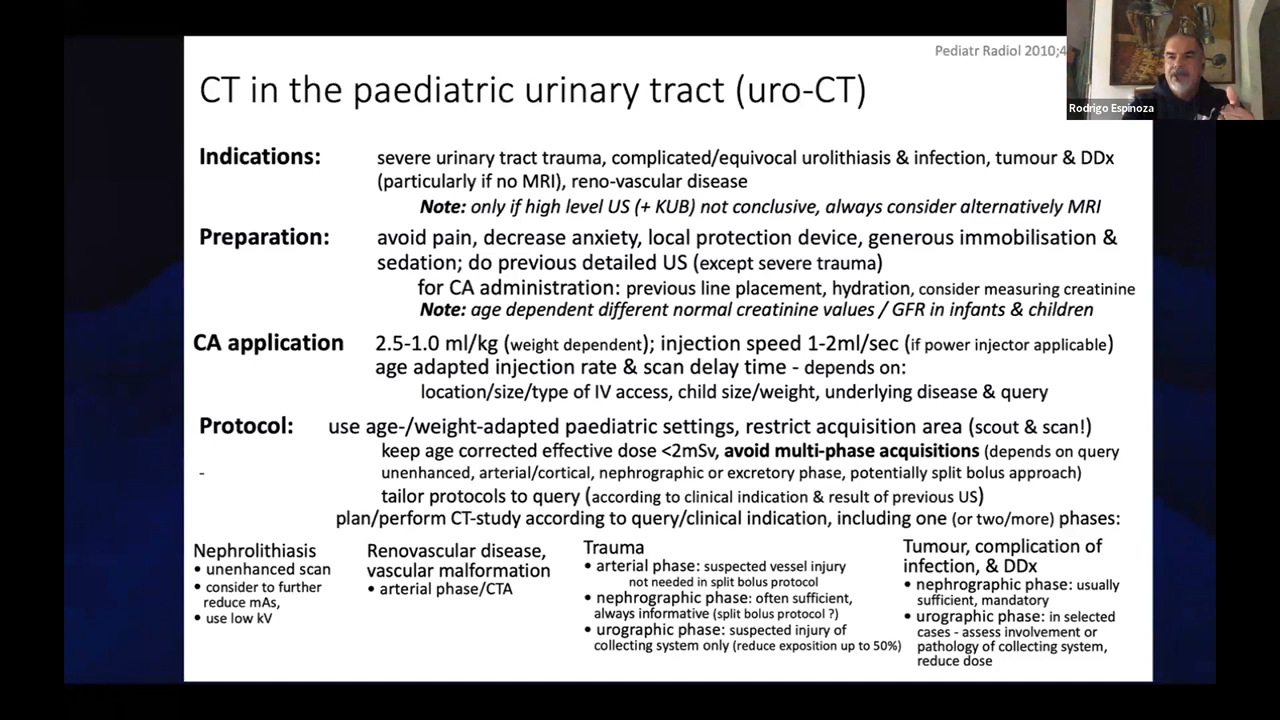 Pediatr Radiol 2010;4
Rodrigo Espinoza
CT in the paediatric urinary tract (uro-CT)
Indications: severe urinary tract trauma, complicated/equivocal urolithiasis & infection, tumour & DDx
(particularly if no MRI), reno-vascular disease
Note: only if high level US (+ KUB) not conclusive, always consider alternatively MRI
Preparation: avoid pain, decrease anxiety, local protection device, generous immobilisation &
sedation; do previous detailed US (except severe trauma)
for CA administration: previous line placement, hydration, consider measuring creatinine
Note: age dependent different normal creatinine values / GFR in infants & children
CA application 2.5-1.0 ml/kg (weight dependent); injection speed 1-2ml/sec (if power injector applicable)
age adapted injection rate & scan delay time - depends on:
location/size/type of IV access, child size/weight, underlying disease & query
Protocol: use age-/weight-adapted paediatric settings, restrict acquisition area (scout & scan!)
keep age corrected effective dose <2mSv, avoid multi-phase acquisitions (depends on query
- unenhanced, arterial/cortical, nephrographic or excretory phase, potentially split bolus approach)
tailor protocols to query (according to clinical indication & result of previous US)
plan/perform CT-study according to query/clinical indication, including one (or two/more) phases:
Nephrolithiasis
• unenhanced scan
• consider to further
reduce mAs,
• use low kV
Renovascular disease,
vascular malformation
• arterial phase/CTA
Trauma
• arterial phase: suspected vessel injury
not needed in split bolus protocol
• nephrographic phase: often sufficient,
always informative (split bolus protocol ?)
• urographic phase: suspected injury of
collecting system only (reduce exposition up to 50%)
Tumour, complication of
infection, & DDx
• nephrographic phase: usually
sufficient, mandatory
• urographic phase: in selected
cases - assess involvement or
pathology of collecting system,
reduce dose